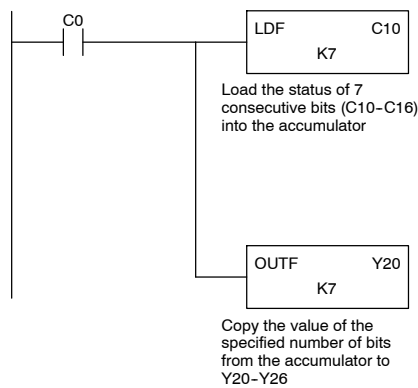 C0
LDF C10
K7
Load the status of 7
consecutive bits (C10-C16)
into the accumulator
OUTF Y20
K7
Copy the value of the
specified number of bits
from the accumulator to
Y20-Y26